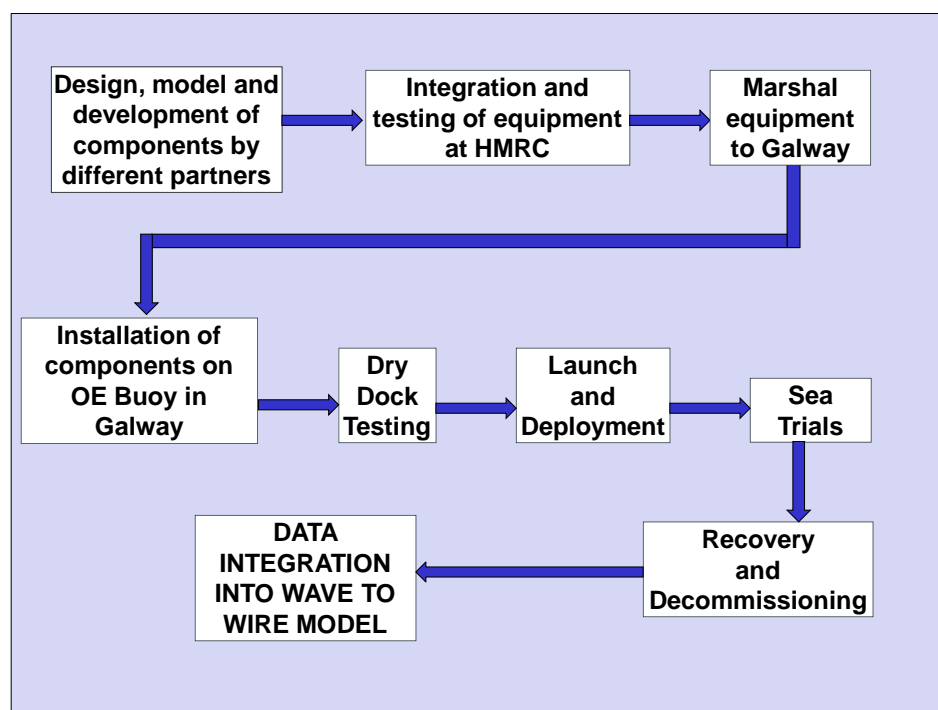 Design, model and
development of
components by
different partners
Integration and
testing of equipment
at HMRC
Marshal
equipment
to Galway
Installation of
components on
OE Buoy in
Galway
Dry
Dock
Testing
Launch
and
Deployment
Sea
Trials
Recovery
and
Decommissioning
DATA
INTEGRATION
INTO WAVE TO
WIRE MODEL